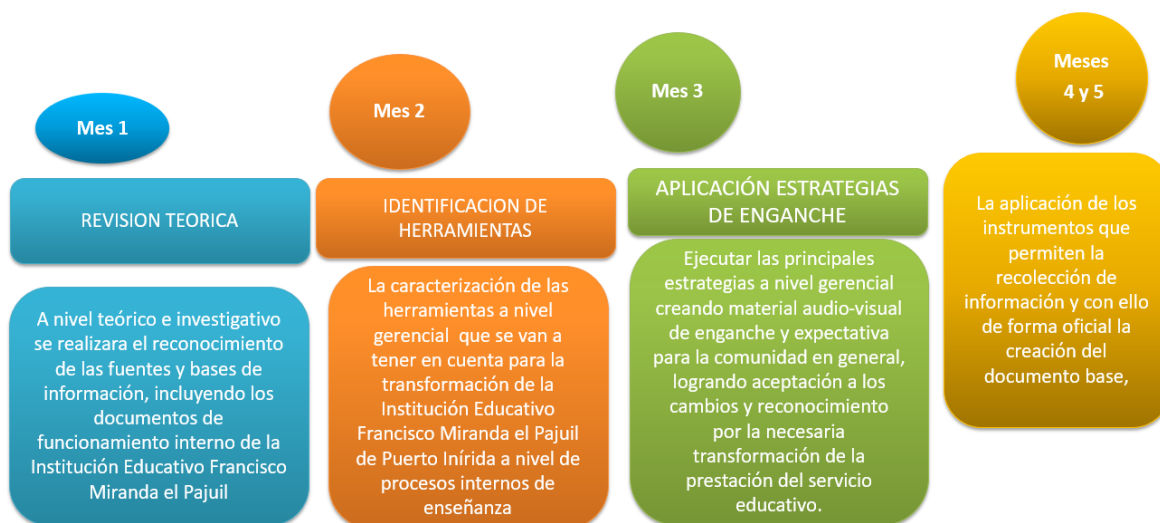 Mes 1
REVISION TEORICA
A nivel teórico e investigativo
se realizara el reconocimiento
de las fuentes y bases de
información, incluyendo los
documentos de
funcionamiento interno de la
Institución Educativo Francisco
Miranda el Pajuil
Mes 2
IDENTIFICACION DE
HERRAMIENTAS
La caracterización de las
herramientas a nivel
gerencial que se van a
tener en cuenta para la
transformación de la
Institución Educativo
Francisco Miranda el Pajuil
de Puerto Inírida a nivel de
procesos internos de
enseñanza
Mes 3
APLICACIÓN ESTRATEGIAS
DE ENGANCHE
Ejecutar las principales
estrategias a nivel gerencial
creando material audio-visual
de enganche y expectativa
para la comunidad en general,
logrando aceptación a los
cambios y reconocimiento
por la necesaria
transformación de la
prestación del servicio
educativo.
Meses
4 y 5
La aplicación de los
instrumentos que
permiten la
recolección de
información y con ello
de forma oficial la
creación del
documento base,